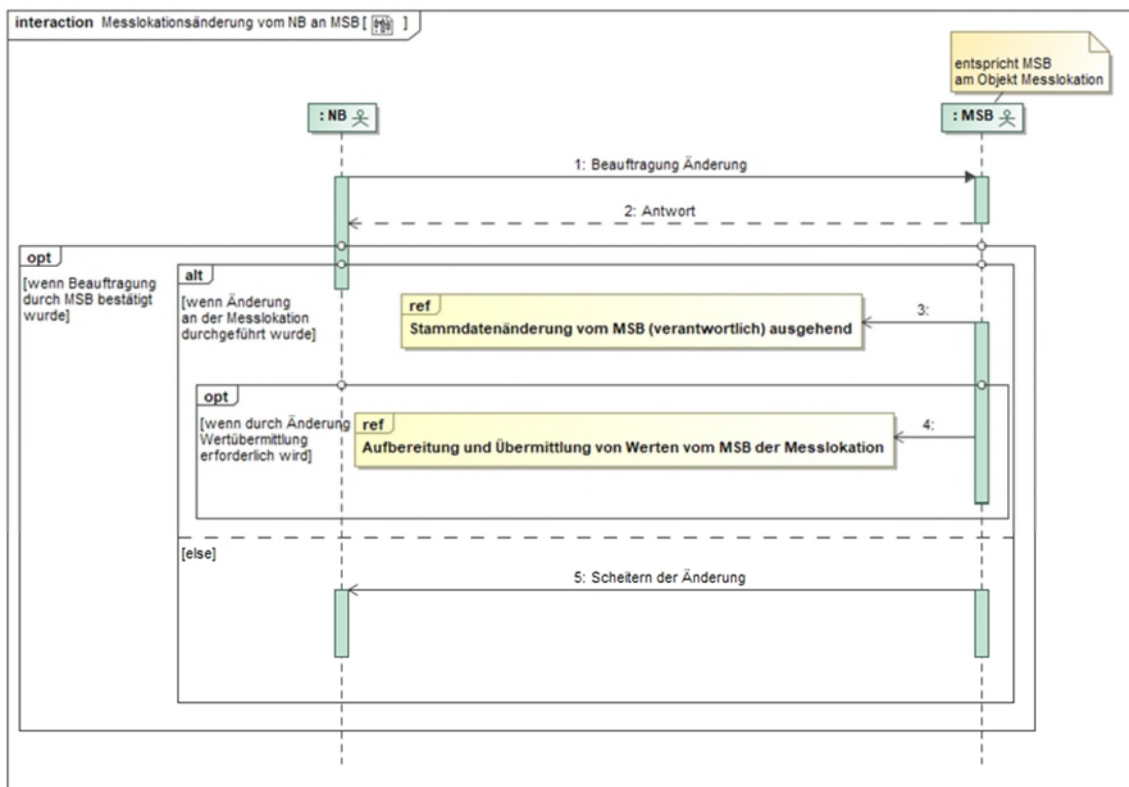 interaction Messlokationsänderung vom NB an MSB [ ]
entspricht MSB
am Objekt Messlokation
: NB
: MSB
1: Beauftragung Änderung
2: Antwort
opt
[wenn Beauftragung
durch MSB bestätigt
wurde]
alt
[wenn Änderung
an der Messlokation
durchgeführt wurde]
ref
Stammdatenänderung vom MSB (verantwortlich) ausgehend
3:
opt
[wenn durch Änderung
Wertübermittlung
erforderlich wird]
ref
Aufbereitung und Übermittlung von Werten vom MSB der Messlokation
4:
[else]
5: Scheitern der Änderung